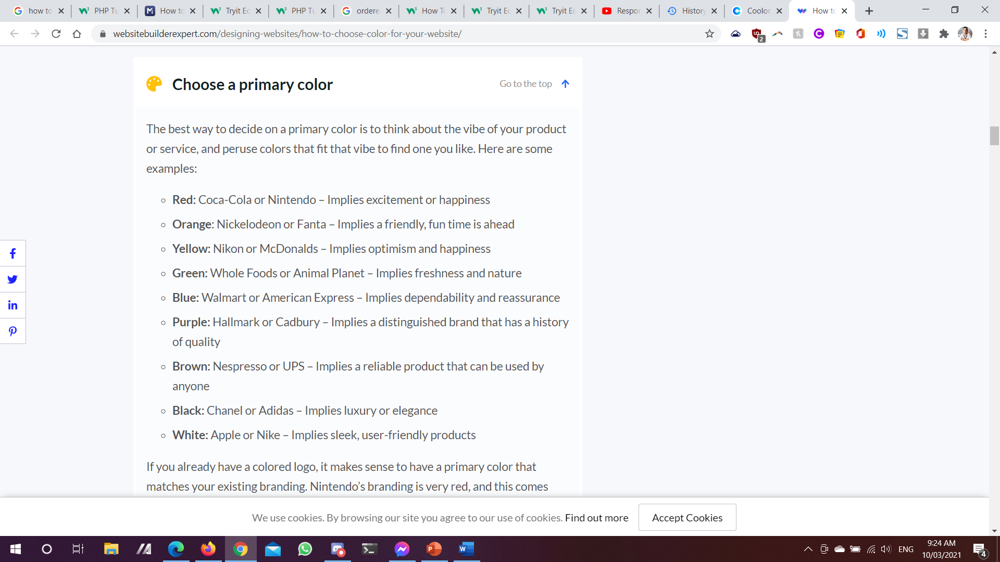 how to
PHP Tu
How to
Tryit Ed
PHP Tu
ordere
How To
Tryit Ed
Tryit Ed
Respor
History
Coolor
How to
websitebuilderexpert.com/designing-websites/how-to-choose-color-for-your-website/
2
Choose a primary color
Go to the top
The best way to decide on a primary color is to think about the vibe of your product
or service, and peruse colors that fit that vibe to find one you like. Here are some
examples:
Red: Coca-Cola or Nintendo – Implies excitement or happiness
Orange: Nickelodeon or Fanta – Implies a friendly, fun time is ahead
Yellow: Nikon or McDonalds – Implies optimism and happiness
Green: Whole Foods or Animal Planet – Implies freshness and nature
Blue: Walmart or American Express – Implies dependability and reassurance
Purple: Hallmark or Cadbury – Implies a distinguished brand that has a history
of quality
Brown: Nespresso or UPS – Implies a reliable product that can be used by
anyone
Black: Chanel or Adidas – Implies luxury or elegance
White: Apple or Nike – Implies sleek, user-friendly products
If you already have a colored logo, it makes sense to have a primary color that
matches your existing branding. Nintendo’s branding is very red, and this comes
We use cookies. By browsing our site you agree to our use of cookies. Find out more
Accept Cookies
ENG
9:24 AM
10/03/2021
4